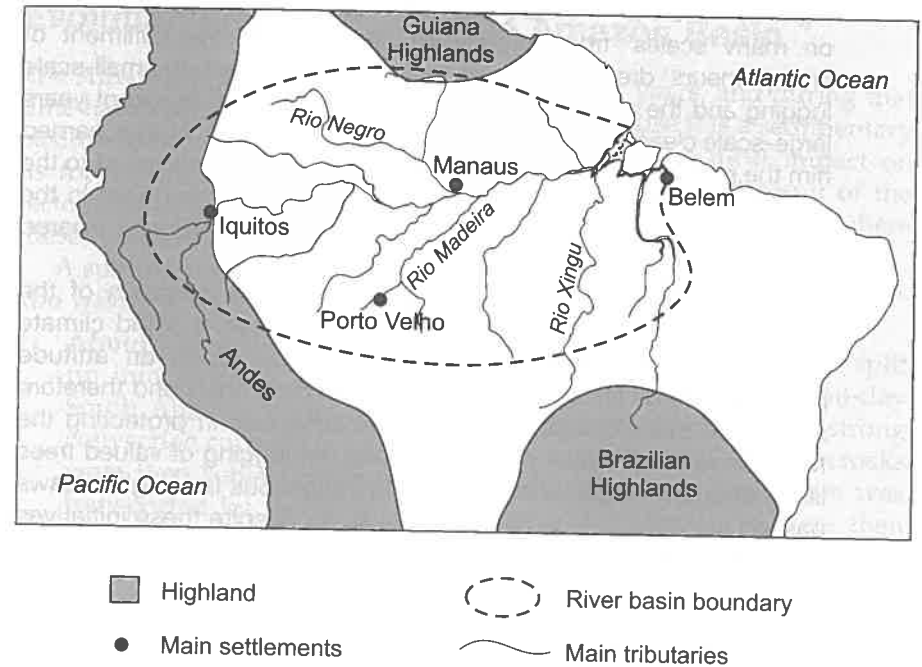 Guiana
Highlands
Atlantic Ocean
Rio Negro
Manaus
Belem
Iquitos
Rio Madeira
Rio Xingu
Porto Velho
Andes
Brazilian
Highlands
Pacific Ocean
Highland
River basin boundary
Main settlements
Main tributaries